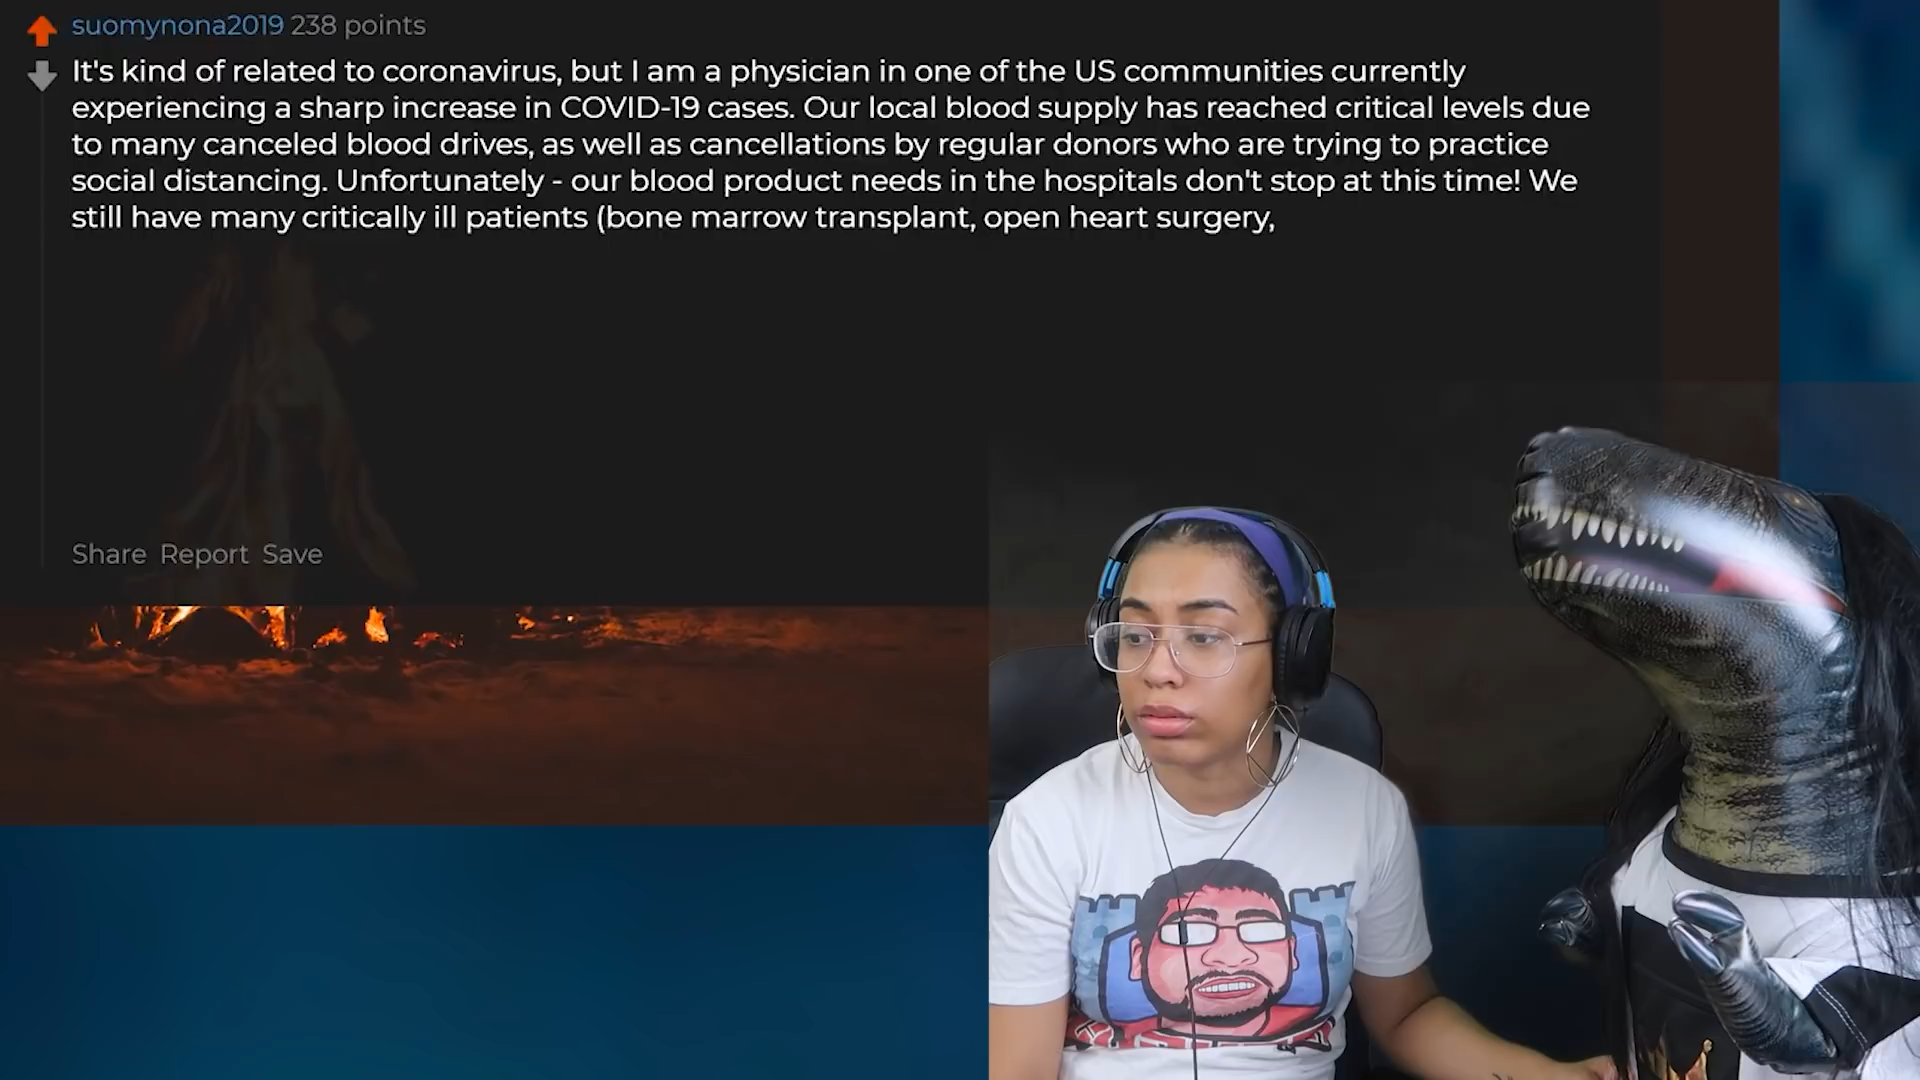 suomynona2019 238 points
It's kind of related to coronavirus, but I am a physician in one of the US communities currently
experiencing a sharp increase in COVID-19 cases. Our local blood supply has reached critical levels due
to many canceled blood drives, as well as cancellations by regular donors who are trying to practice
social distancing. Unfortunately - our blood product needs in the hospitals don't stop at this time! We
still have many critically ill patients (bone marrow transplant, open heart surgery,
Share Report Save